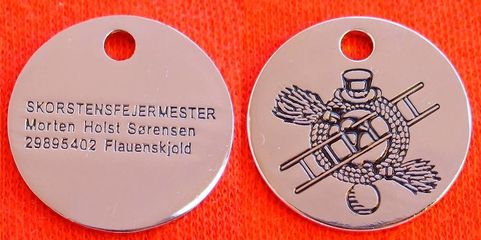 SKORSTENSFEJERMESTER
Morten Holst Sørensen
29895402 Flauenskjold